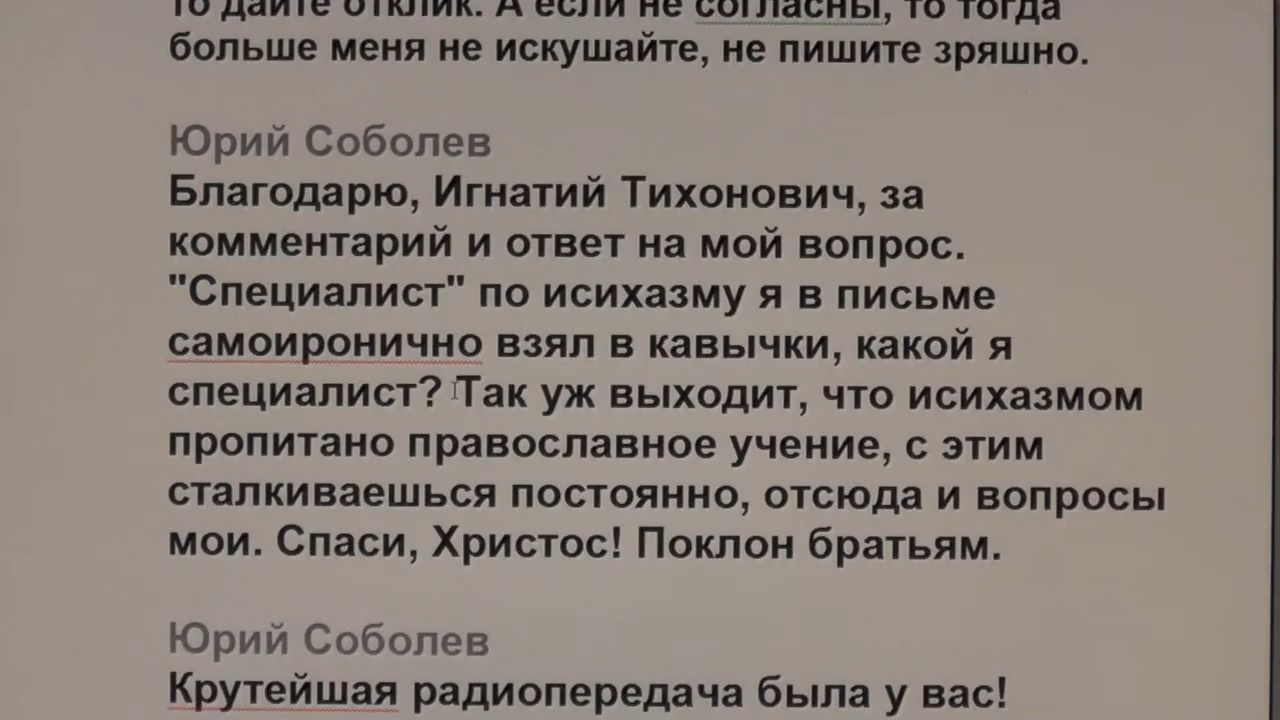 то дайте отклик. А если не согласны, то тогда
больше меня не искушайте, не пишите зряшно.
Юрий Соболев
Благодарю, Игнатий Тихонович, за
комментарий и ответ на мой вопрос.
"Специалист" по исихазму я в письме
самоиронично взял в кавычки, какой я
специалист? Так уж выходит, что исихазмом
пропитано православное учение, с этим
сталкиваешься постоянно, отсюда и вопросы
мои. Спаси, Христос! Поклон братьям.
Юрий Соболев
Крутейшая радиопередача была у вас!